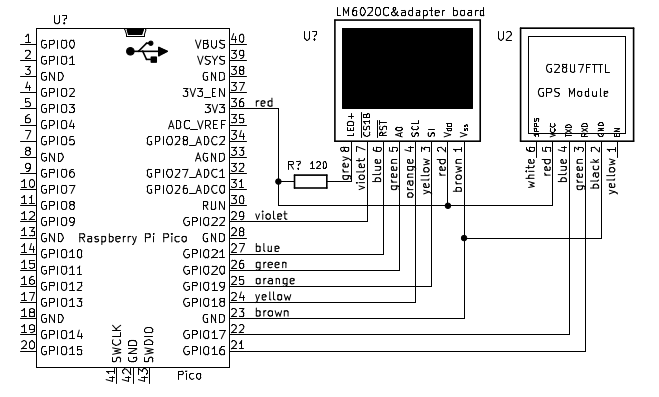 U?
LM6020C&adapter board
U?
U2
1 GPIO0 VBUS 40
2 GPIO1 VSYS 39
3 GND GND 38
4 GPIO2 3V3_EN 37
5 GPIO3 3V3 36 red
6 GPIO4 ADC_VREF 35
7 GPIO5 GPIO28_ADC2 34
8 GND AGND 33
9 GPIO6 GPIO27_ADC1 32
10 GPIO7 GPIO26_ADC0 31
11 GPIO8 RUN 30
12 GPIO9 GPIO22 29 violet
13 GND GND 28
Raspberry Pi Pico
14 GPIO10 GPIO21 27 blue
15 GPIO11 GPIO20 26 green
16 GPIO12 GPIO19 25 orange
17 GPIO13 GPIO18 24 yellow
18 GND GND 23 brown
19 GPIO14 GPIO17 22
20 GPIO15 GPIO16 21
SWCLK 41
GND 42
SWDIO 43
Pico
R? 120
LED+ grey 8
CS1B violet 7
RST blue 6
A0 green 5
SCL orange 4
SI yellow 3
Vdd red 2
Vss brown 1
G28U7FTTL
GPS Module
1PPS white 6
VCC red 5
TXD blue 4
RXD green 3
GND black 2
EN yellow 1